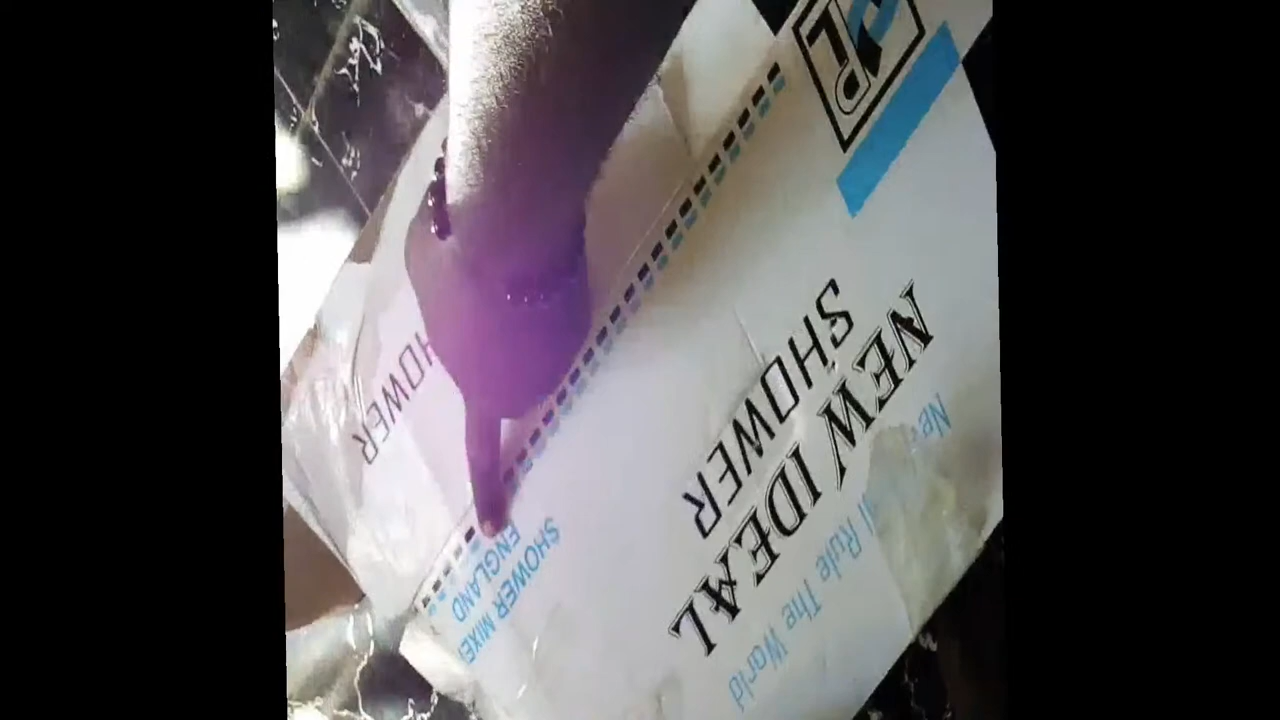 Rule The World
NEW IDEAL
SHOWER
SHOWER MIXE
ENGLAND
HOWER